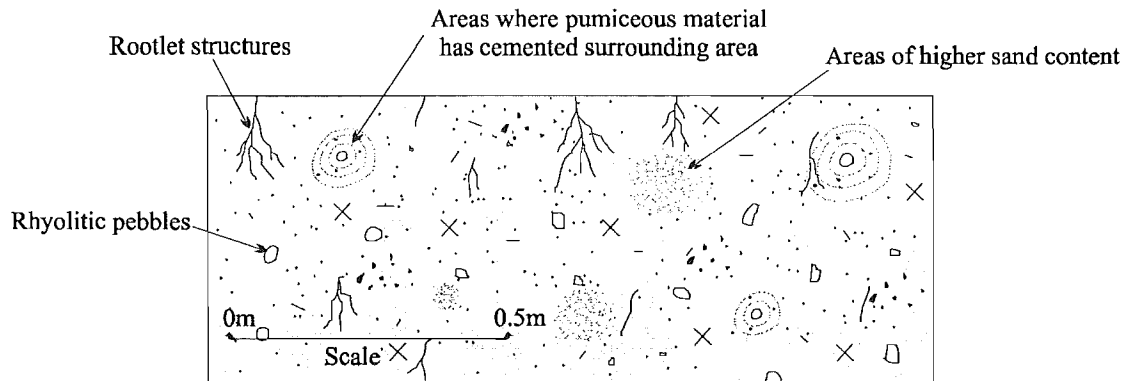 Areas where pumiceous material
has cemented surrounding area
Rootlet structures
Areas of higher sand content
Rhyolitic pebbles
0m
0.5m
Scale